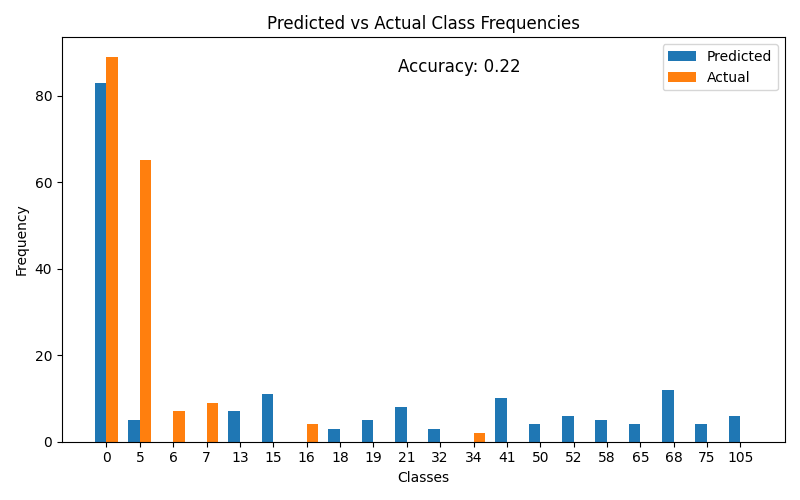 Predicted vs Actual Class Frequencies
Accuracy: 0.22
Predicted
Actual
Frequency
80
60
40
20
0
0 5 6 7 13 15 16 18 19 21 32 34 41 50 52 58 65 68 75 105
Classes